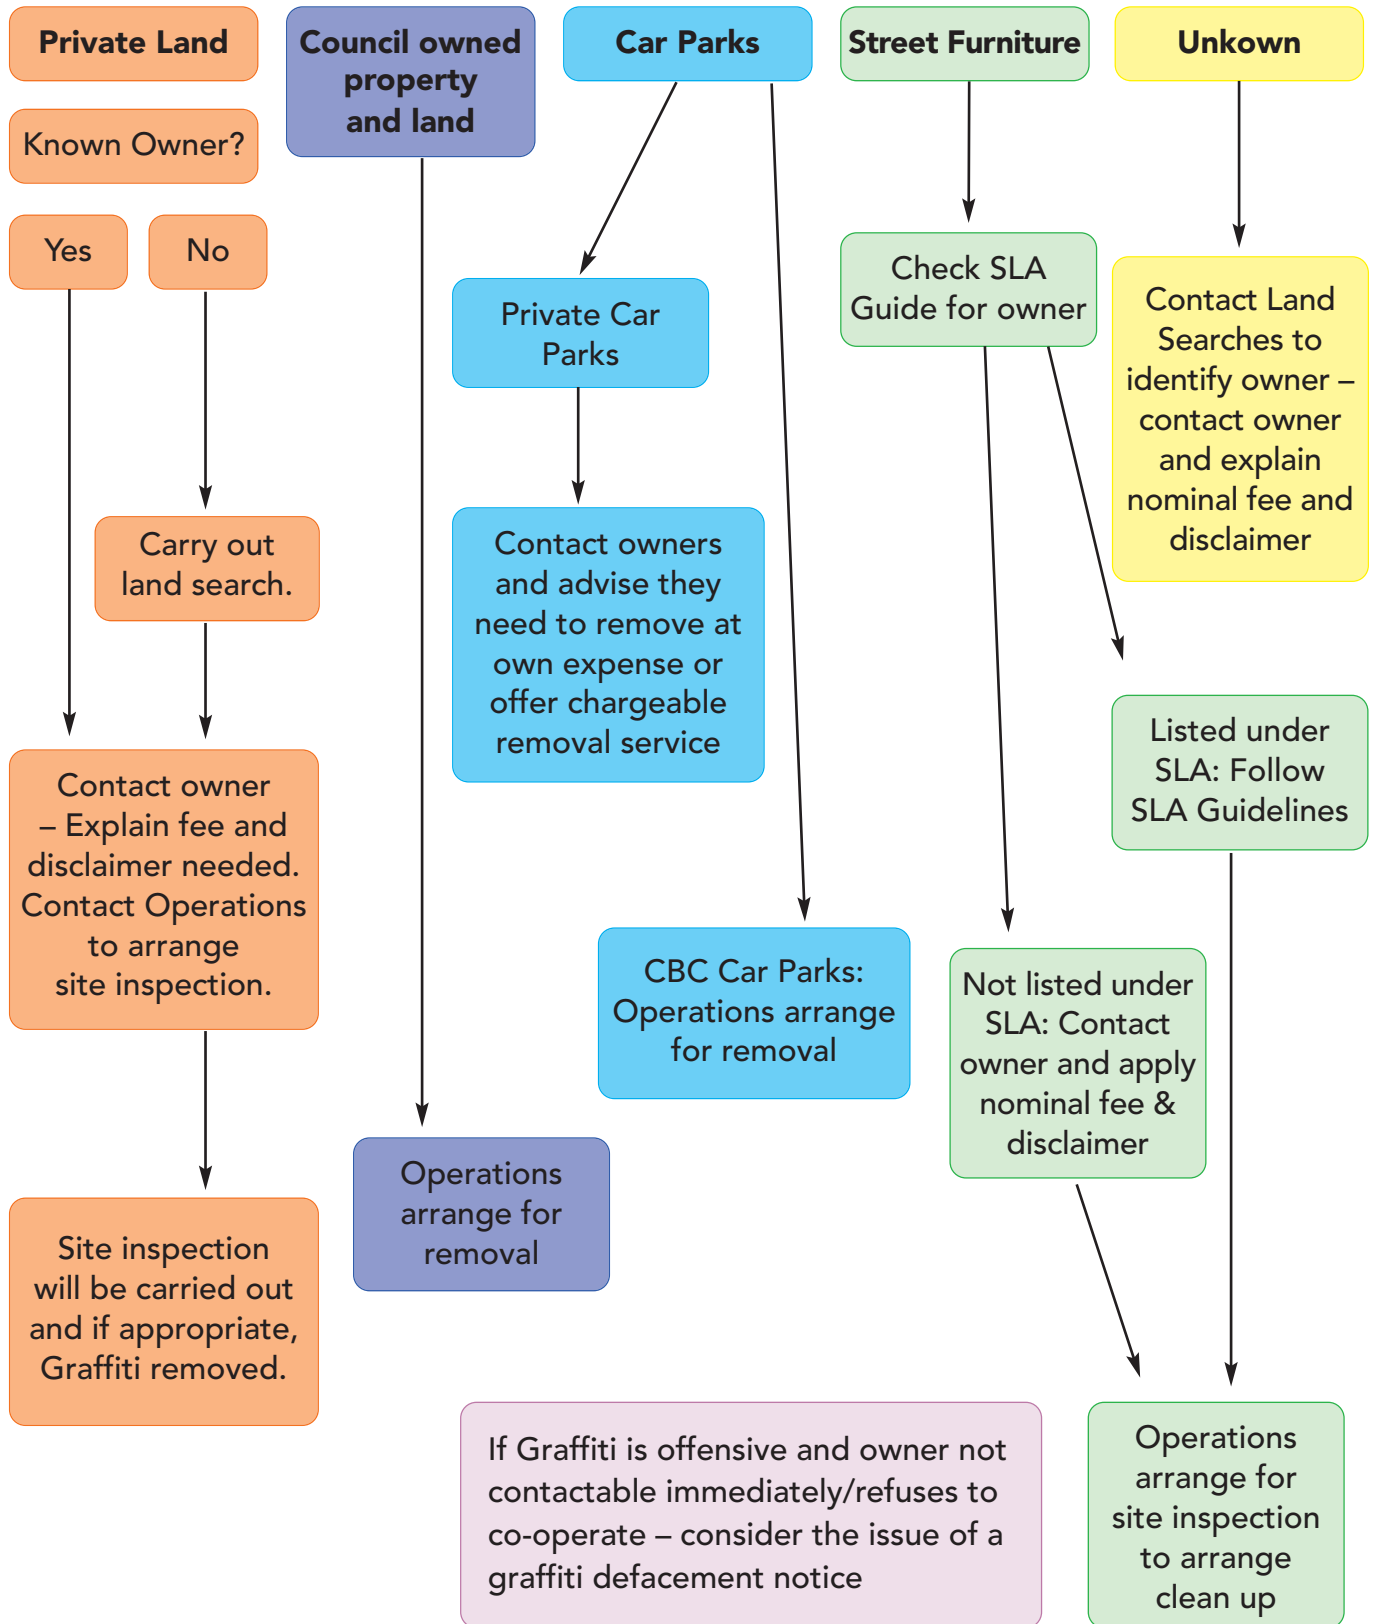 Private Land
Known Owner?
Yes
No
Carry out
land search.
Contact owner
– Explain fee and
disclaimer needed.
Contact Operations
to arrange
site inspection.
Site inspection
will be carried out
and if appropriate,
Graffiti removed.
Council owned
property
and land
Operations
arrange for
removal
Car Parks
Private Car
Parks
Contact owners
and advise they
need to remove at
own expense or
offer chargeable
removal service
CBC Car Parks:
Operations arrange
for removal
Street Furniture
Check SLA
Guide for owner
Not listed under
SLA: Contact
owner and apply
nominal fee &
disclaimer
Listed under
SLA: Follow
SLA Guidelines
Operations
arrange for
site inspection
to arrange
clean up
Unkown
Contact Land
Searches to
identify owner –
contact owner
and explain
nominal fee and
disclaimer
If Graffiti is offensive and owner not
contactable immediately/refuses to
co-operate – consider the issue of a
graffiti defacement notice